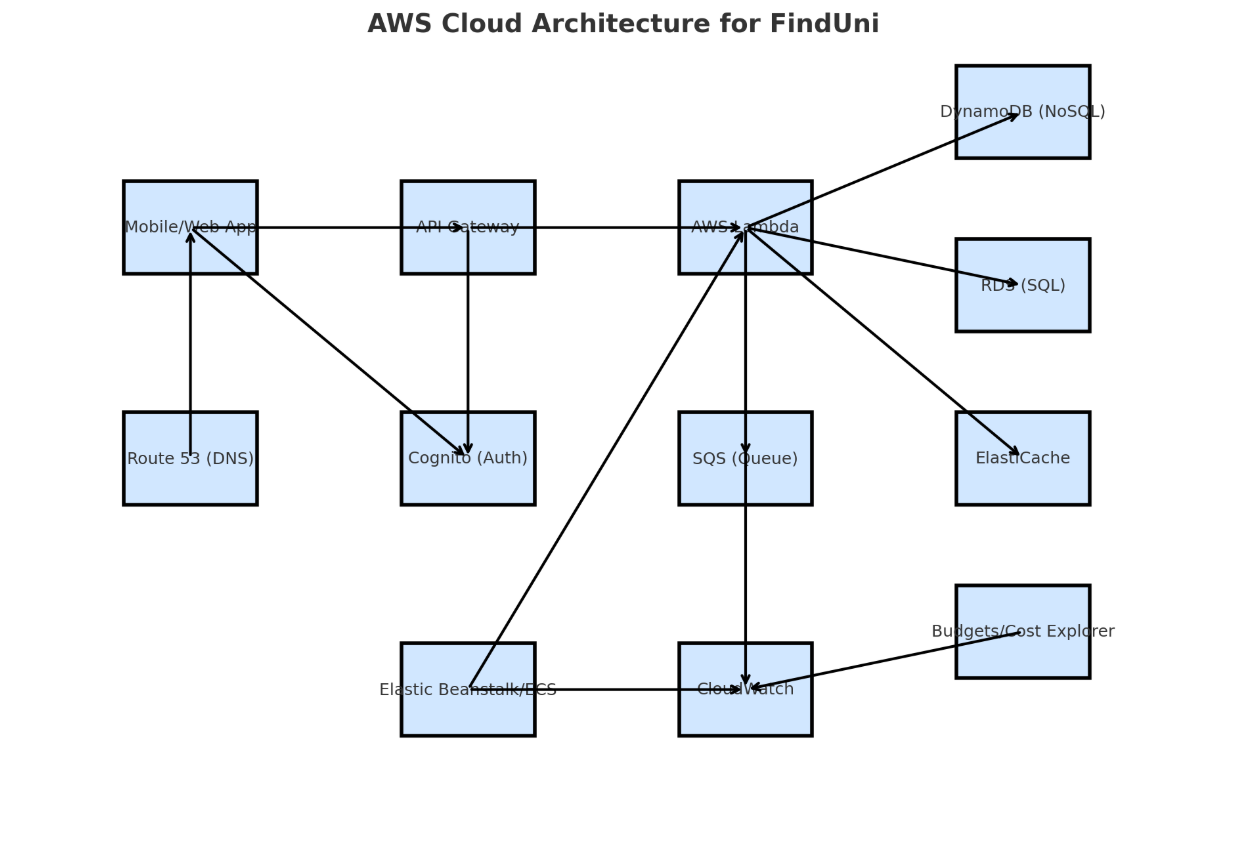 AWS Cloud Architecture for FindUni
DynamoDB (NoSQL)
Mobile/Web App
API Gateway
AWS Lambda
RDS (SQL)
Route 53 (DNS)
Cognito (Auth)
SQS (Queue)
ElastiCache
Budgets/Cost Explorer
Elastic Beanstalk/ECS
CloudWatch